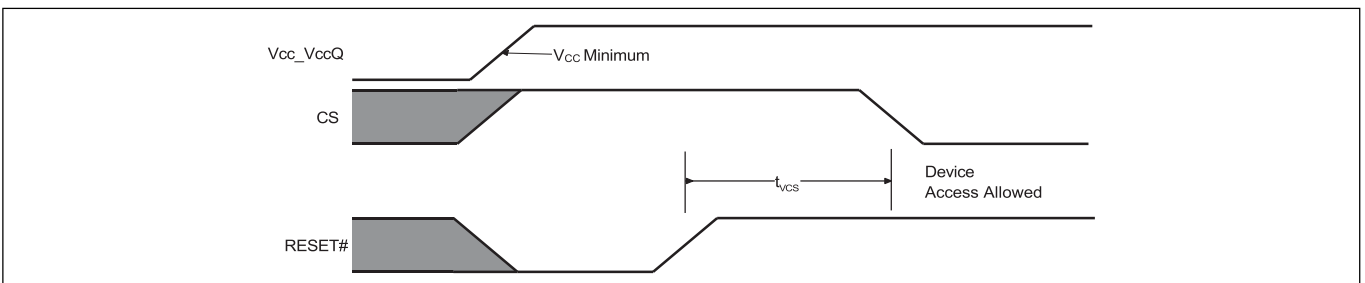 Vcc_VccQ
VCC Minimum
CS
tVCS
Device
Access Allowed
RESET#